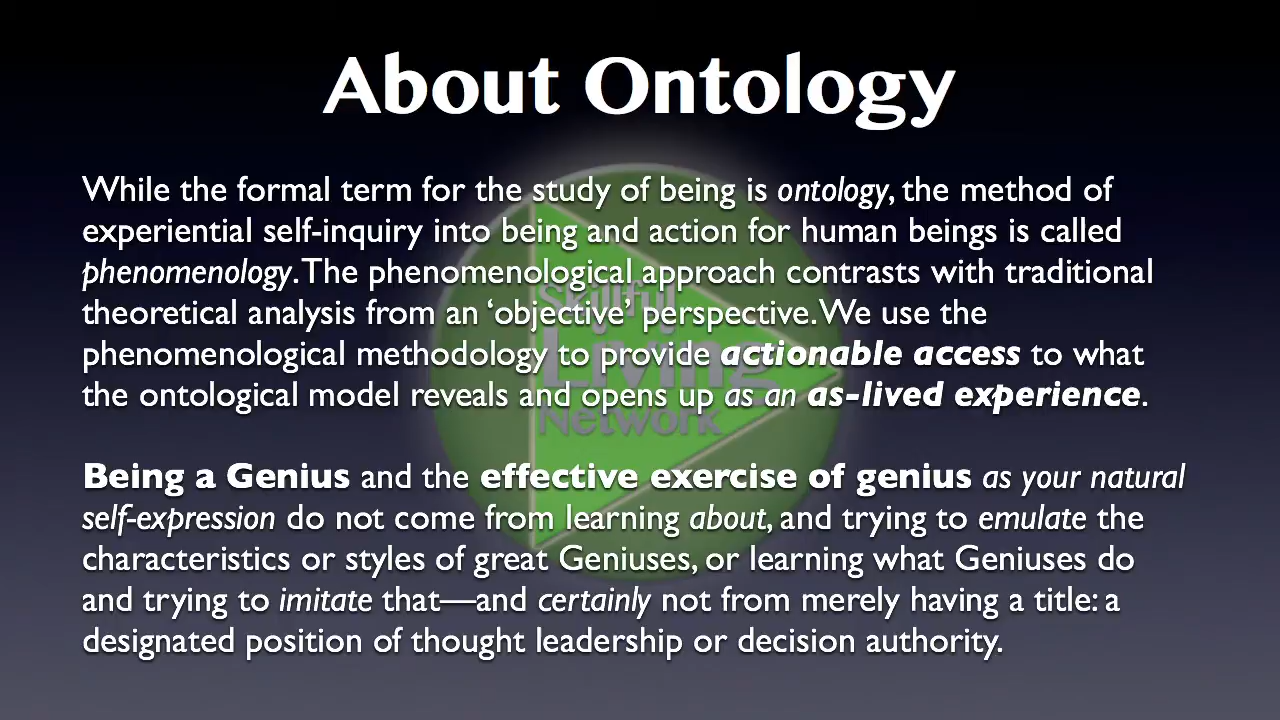 About Ontology
While the formal term for the study of being is ontology, the method of
experiential self-inquiry into being and action for human beings is called
phenomenology. The phenomenological approach contrasts with traditional
theoretical analysis from an ‘objective’ perspective. We use the
phenomenological methodology to provide actionable access to what
the ontological model reveals and opens up as an as-lived experience.
Being a Genius and the effective exercise of genius as your natural
self-expression do not come from learning about, and trying to emulate the
characteristics or styles of great Geniuses, or learning what Geniuses do
and trying to imitate that—and certainly not from merely having a title: a
designated position of thought leadership or decision authority.
Skillful
Living
Network